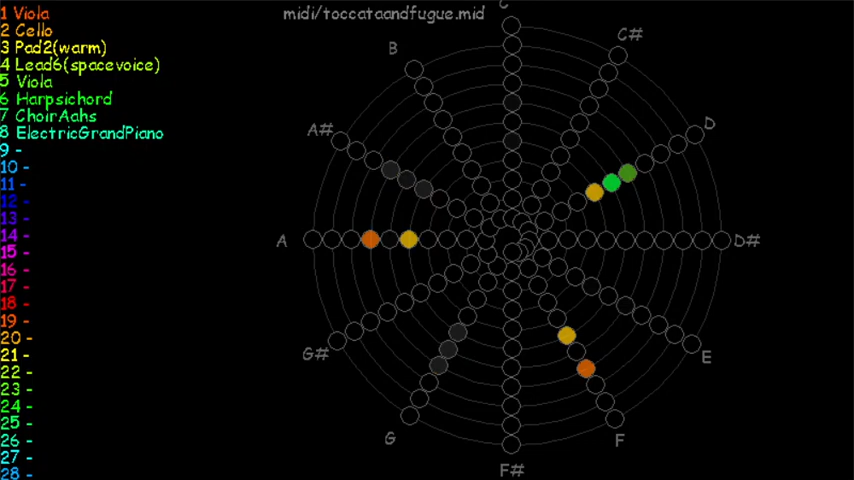 1 Viola
2 Cello
3 Pad2(warm)
4 Lead6(spacevoice)
5 Viola
6 Harpsichord
7 ChoirAahs
8 ElectricGrandPiano
9 -
10 -
11 -
12 -
13 -
14 -
15 -
16 -
17 -
18 -
19 -
20 -
21 -
22 -
23 -
24 -
25 -
26 -
27 -
28 -
midi/toccataandfugue.mid
C
C#
D
D#
E
F
F#
G
G#
A
A#
B